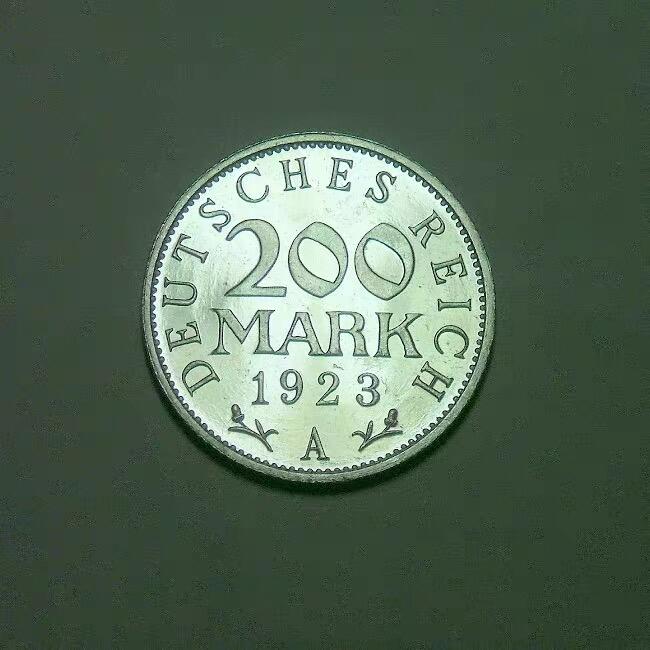 DEUTSCHES REICH
200
MARK
1923
A